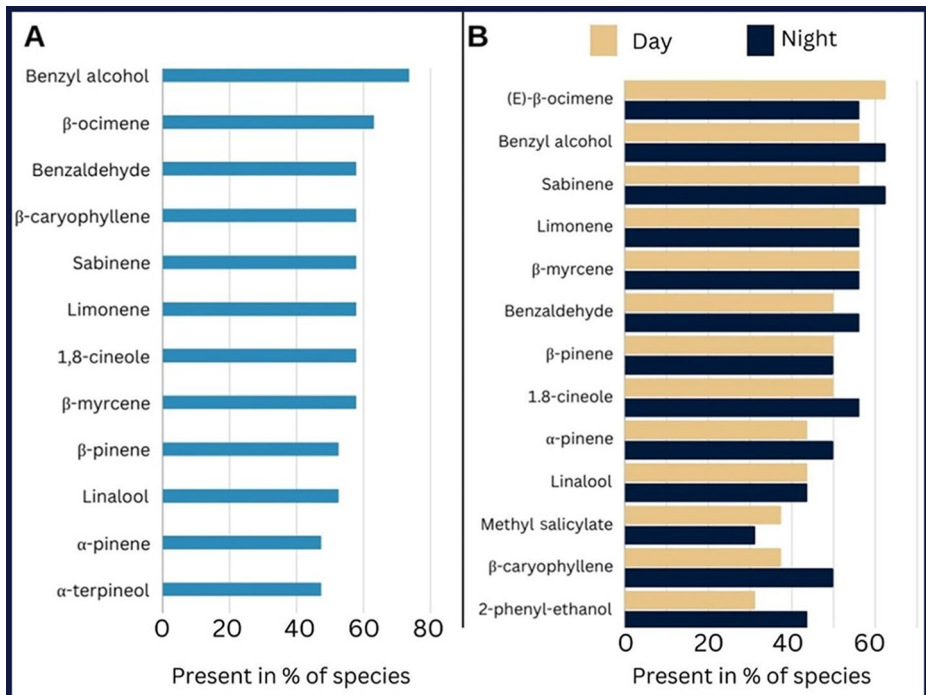 A
Benzyl alcohol
β-ocimene
Benzaldehyde
β-caryophyllene
Sabinene
Limonene
1,8-cineole
β-myrcene
β-pinene
Linalool
α-pinene
α-terpineol
0 20 40 60 80
Present in % of species
B
Day Night
(E)-β-ocimene
Benzyl alcohol
Sabinene
Limonene
β-myrcene
Benzaldehyde
β-pinene
1.8-cineole
α-pinene
Linalool
Methyl salicylate
β-caryophyllene
2-phenyl-ethanol
0 20 40 60
Present in % of species